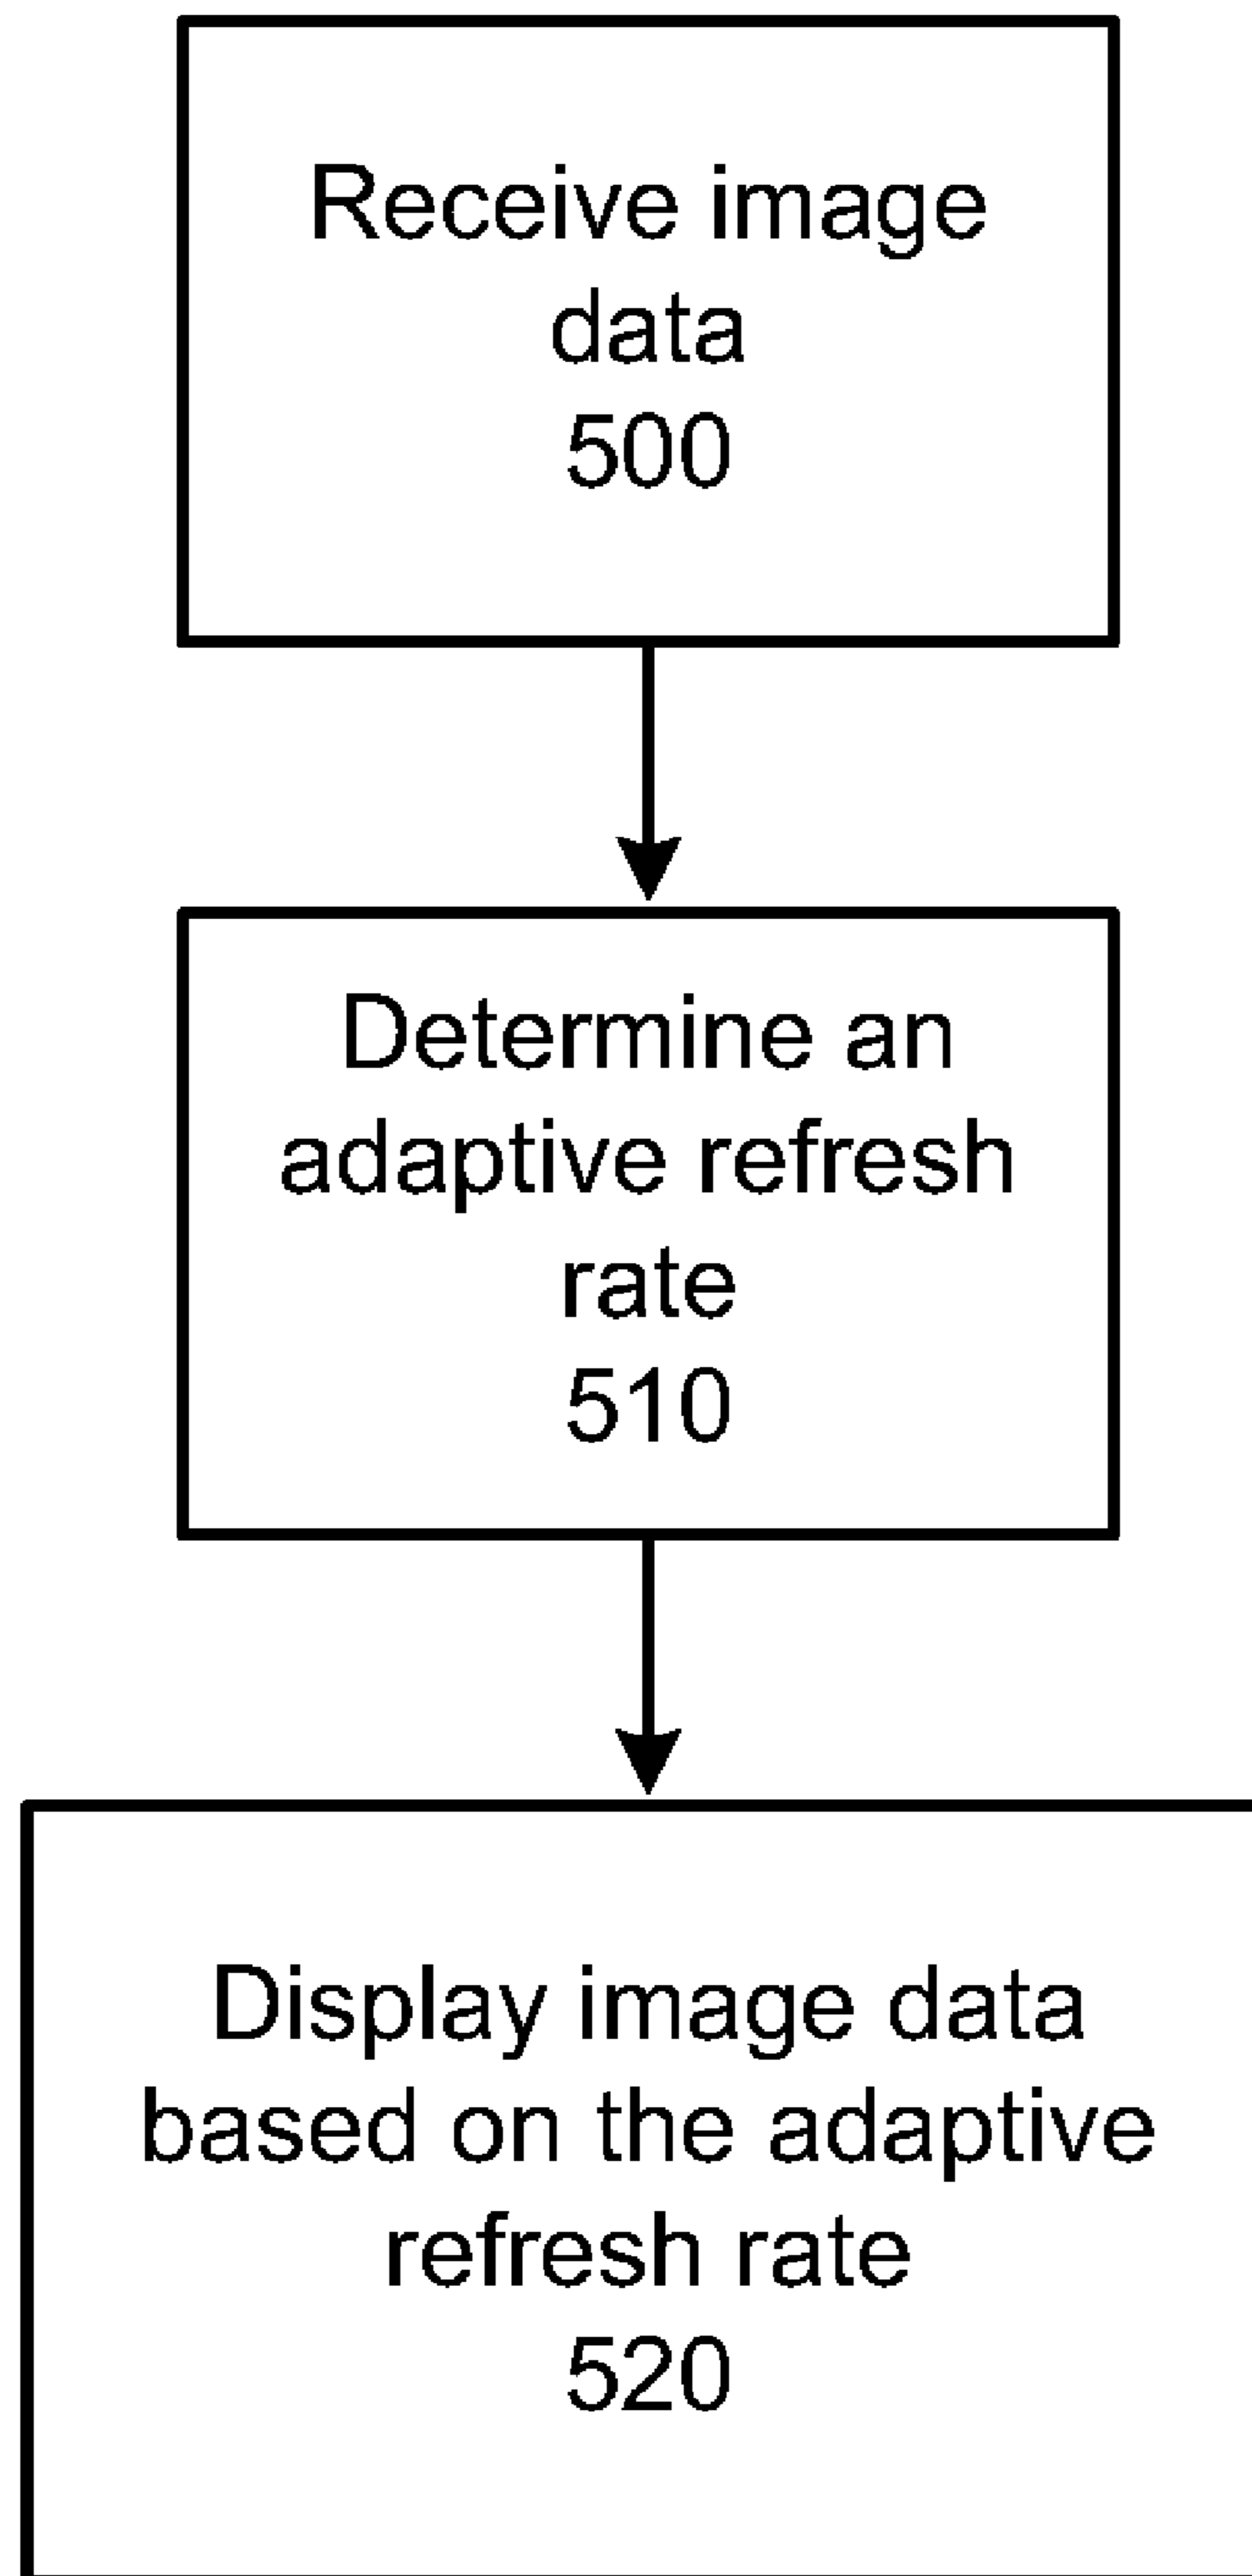 Receive image
data
500
Determine an
adaptive refresh
rate
510
Display image data
based on the adaptive
refresh rate
520